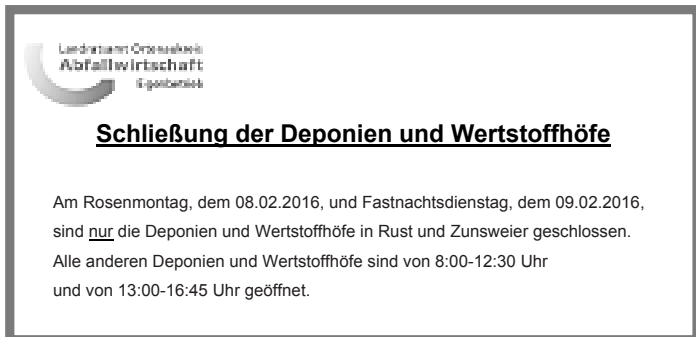 Landratsamt Ortenaukreis
Abfallwirtschaft
Eigenbetrieb
Schließung der Deponien und Wertstoffhöfe
Am Rosenmontag, dem 08.02.2016, und Fastnachtsdienstag, dem 09.02.2016,
sind nur die Deponien und Wertstoffhöfe in Rust und Zunsweier geschlossen.
Alle anderen Deponien und Wertstoffhöfe sind von 8:00-12:30 Uhr
und von 13:00-16:45 Uhr geöffnet.